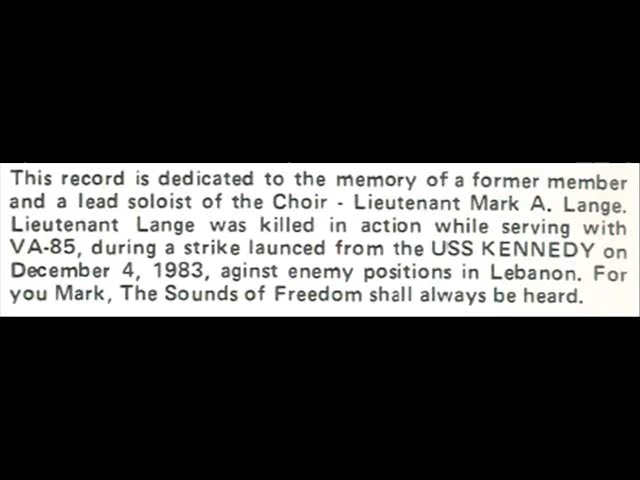 This record is dedicated to the memory of a former member
and a lead soloist of the Choir - Lieutenant Mark A. Lange.
Lieutenant Lange was killed in action while serving with
VA-85, during a strike launced from the USS KENNEDY on
December 4, 1983, aginst enemy positions in Lebanon. For
you Mark, The Sounds of Freedom shall always be heard.